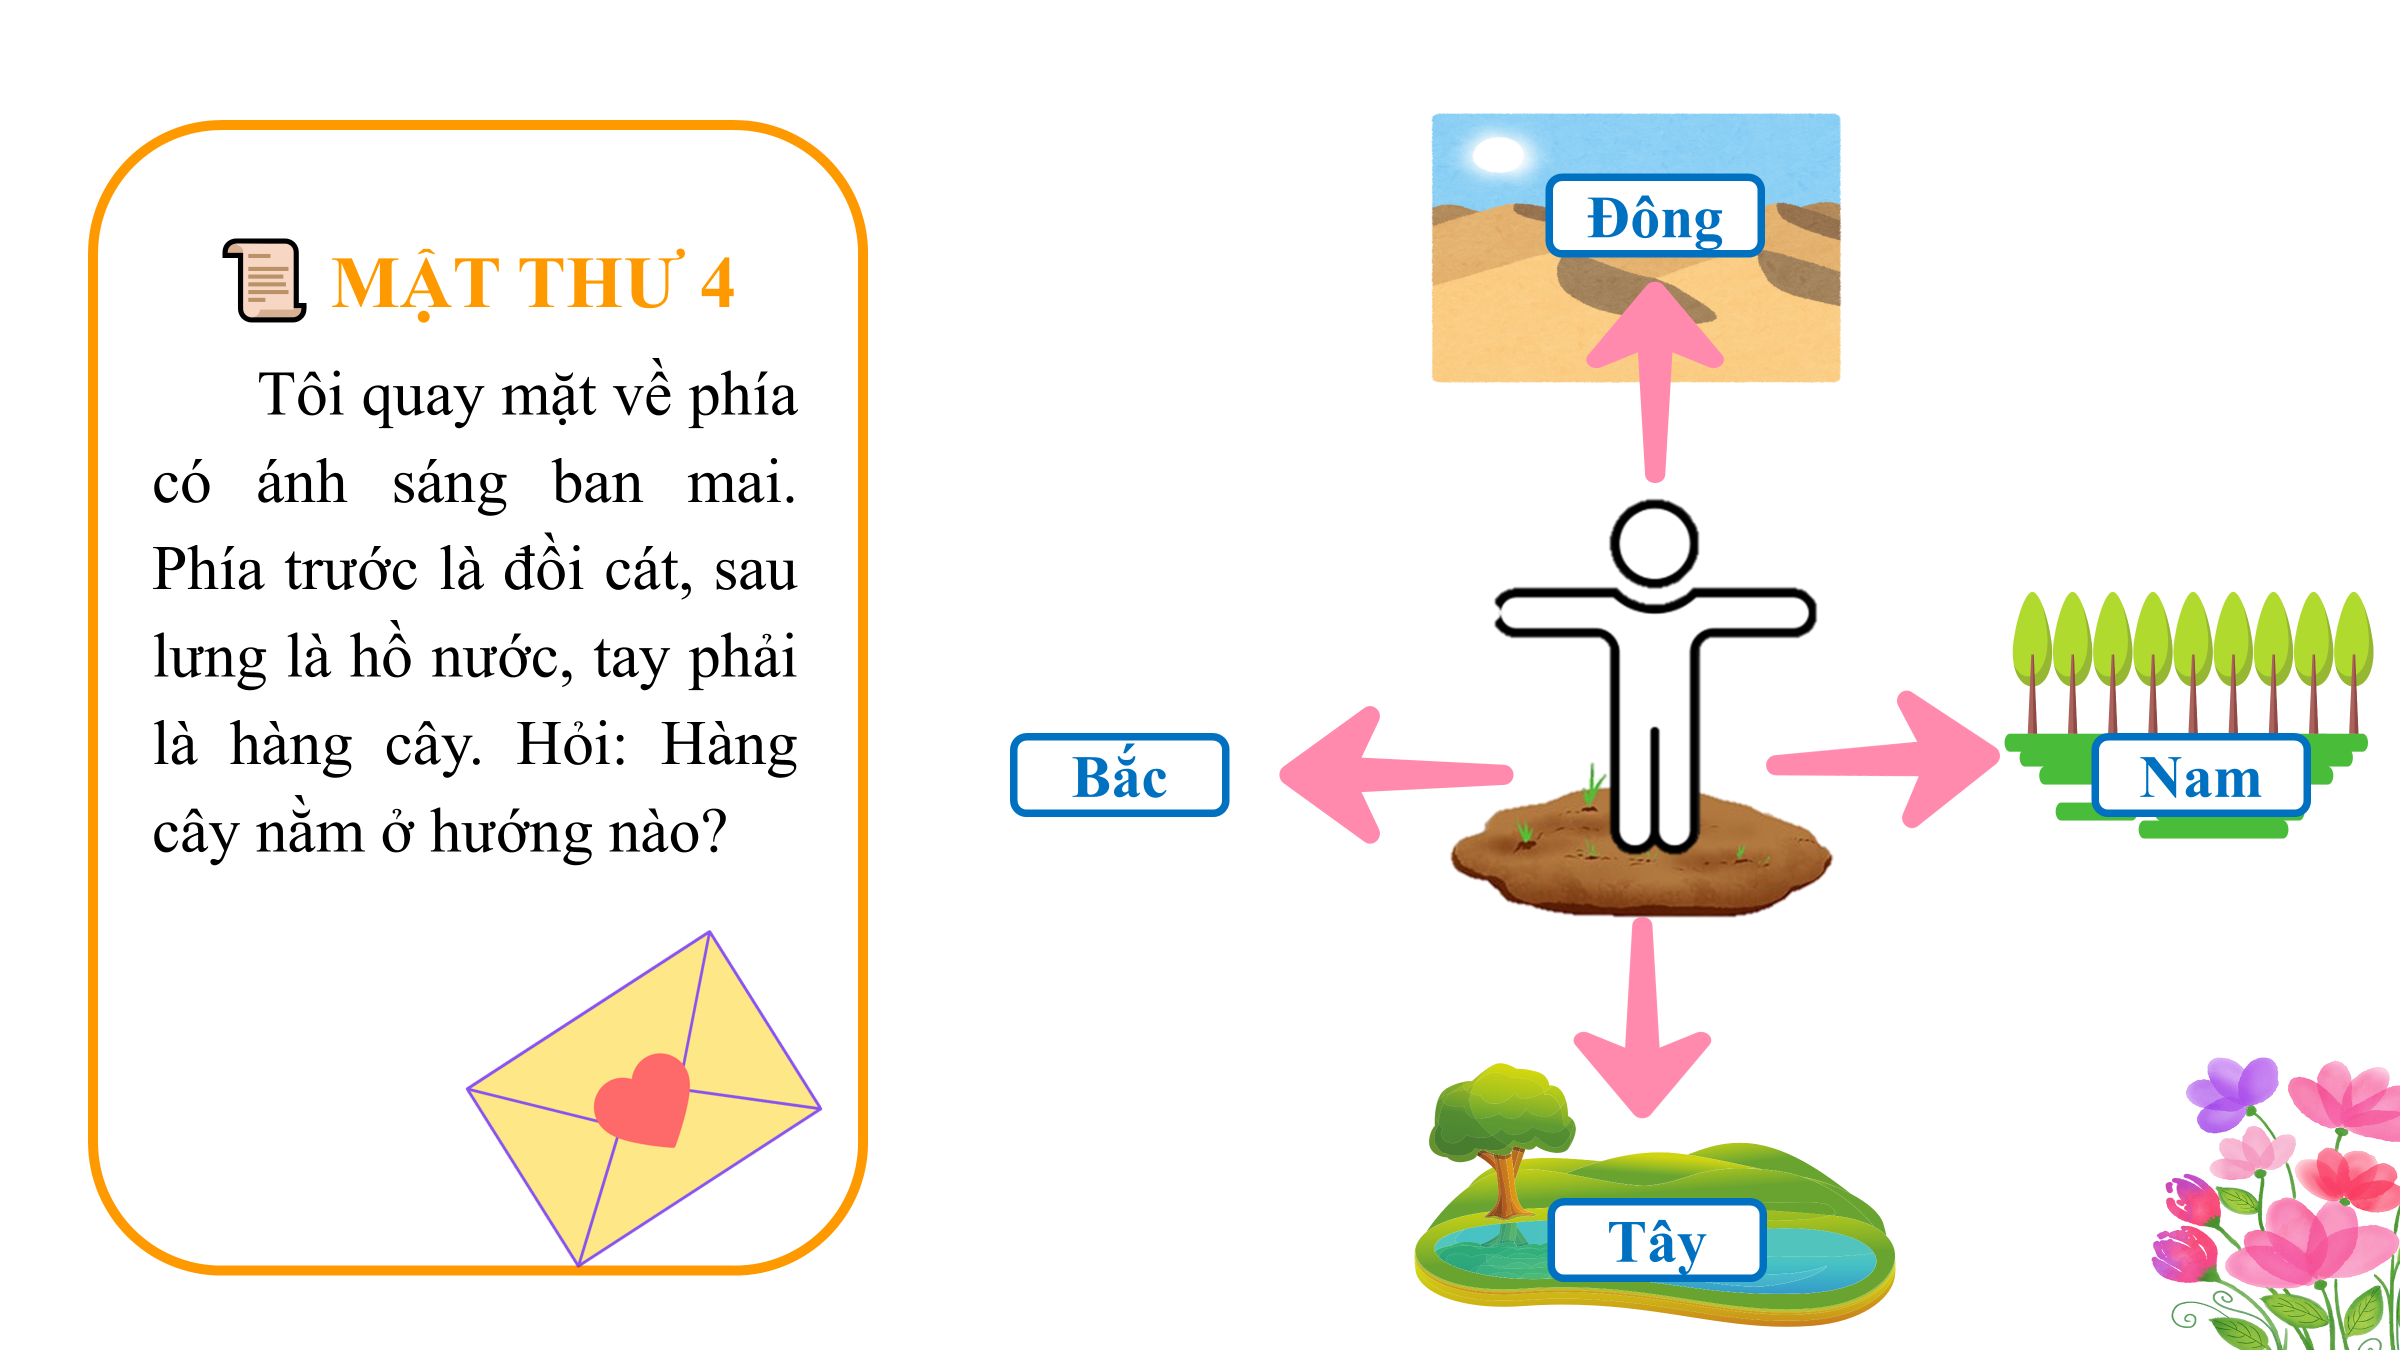 MẬT THƯ 4
Tôi quay mặt về phía
có ánh sáng ban mai.
Phía trước là đồi cát, sau
lưng là hồ nước, tay phải
là hàng cây. Hỏi: Hàng
cây nằm ở hướng nào?
Đông
Bắc
Nam
Tây